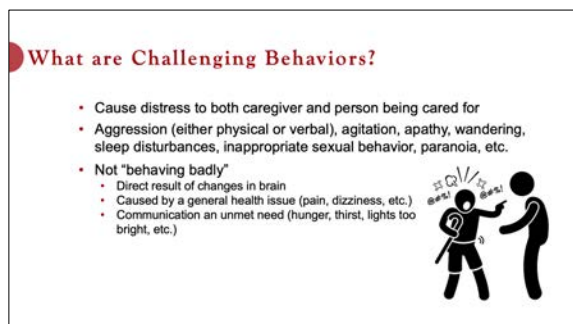 What are Challenging Behaviors?
• Cause distress to both caregiver and person being cared for
• Aggression (either physical or verbal), agitation, apathy, wandering,
sleep disturbances, inappropriate sexual behavior, paranoia, etc.
• Not “behaving badly”
• Direct result of changes in brain
• Caused by a general health issue (pain, dizziness, etc.)
• Communication an unmet need (hunger, thirst, lights too
bright, etc.)
@#%!
@#%!